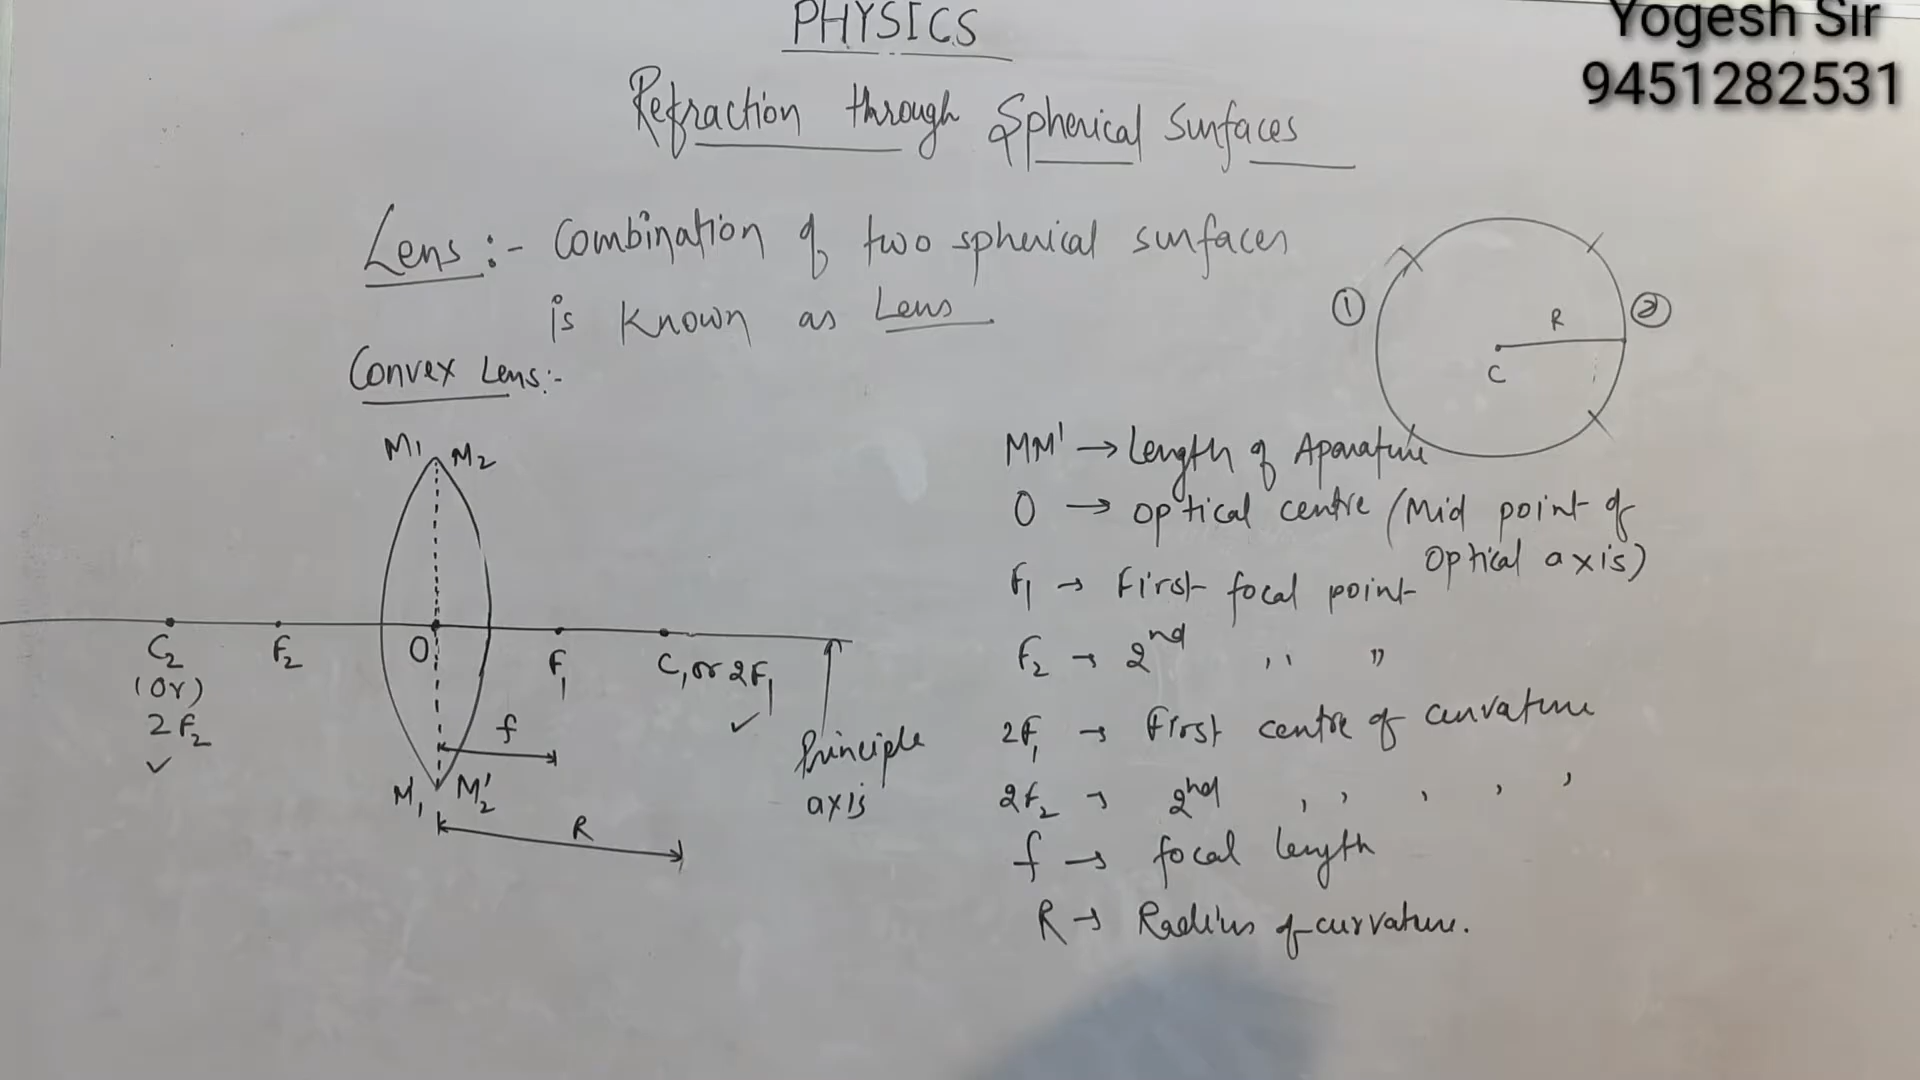 PHYSICS
Yogesh Sir
9451282531
Refraction through Spherical Surfaces
Lens :- Combination of two spherical surfaces
is known as Lens
① ② R C
Convex Lens:-
M1 M2
C2 F2 O F1 C1 or 2F1
(Or)
2F2
f
Principle
axis
M'1 M'2
R
MM' → Length of Aparature
O → optical centre (Mid point of
optical axis)
F1 → First focal point
F2 → 2nd ,, ,,
2F1 → First centre of curvature
2F2 → 2nd , , , , ,
f → focal length
R → Radius of curvature.